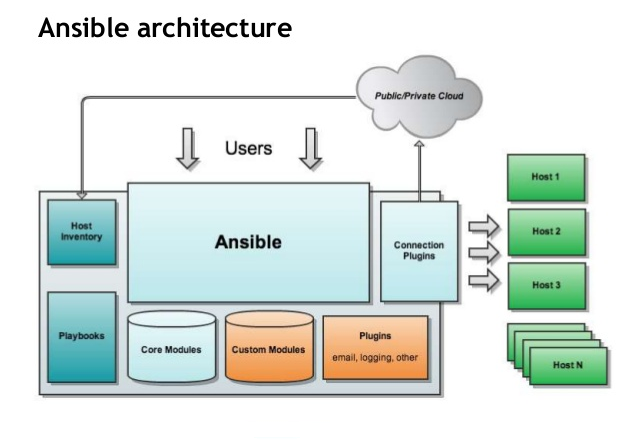 Ansible architecture
Public/Private Cloud
Users
Host 1
Host
Inventory
Ansible
Connection
Plugins
Host 2
Host 3
Playbooks
Core Modules
Custom Modules
Plugins
email, logging, other
Host N